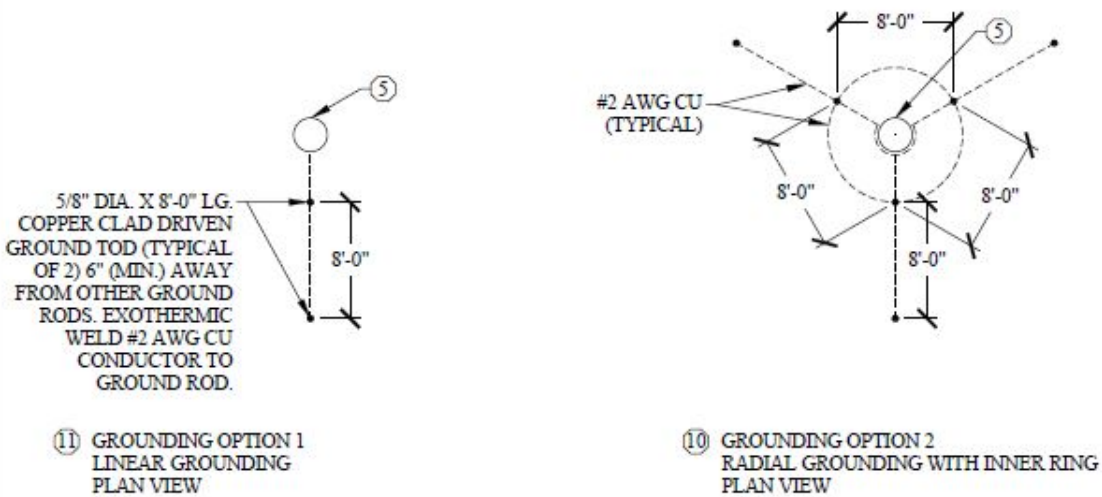 5
5/8" DIA. X 8'-0" LG.
COPPER CLAD DRIVEN
GROUND TOD (TYPICAL
OF 2) 6" (MIN.) AWAY
FROM OTHER GROUND
RODS. EXOTHERMIC
WELD #2 AWG CU
CONDUCTOR TO
GROUND ROD.
8'-0"
11 GROUNDING OPTION 1
LINEAR GROUNDING
PLAN VIEW
8'-0"
5
#2 AWG CU
(TYPICAL)
8'-0"
8'-0"
8'-0"
10 GROUNDING OPTION 2
RADIAL GROUNDING WITH INNER RING
PLAN VIEW